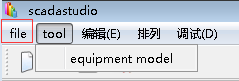 scadastudio
file tool 编辑(E) 排列 调试(D)
equipment model